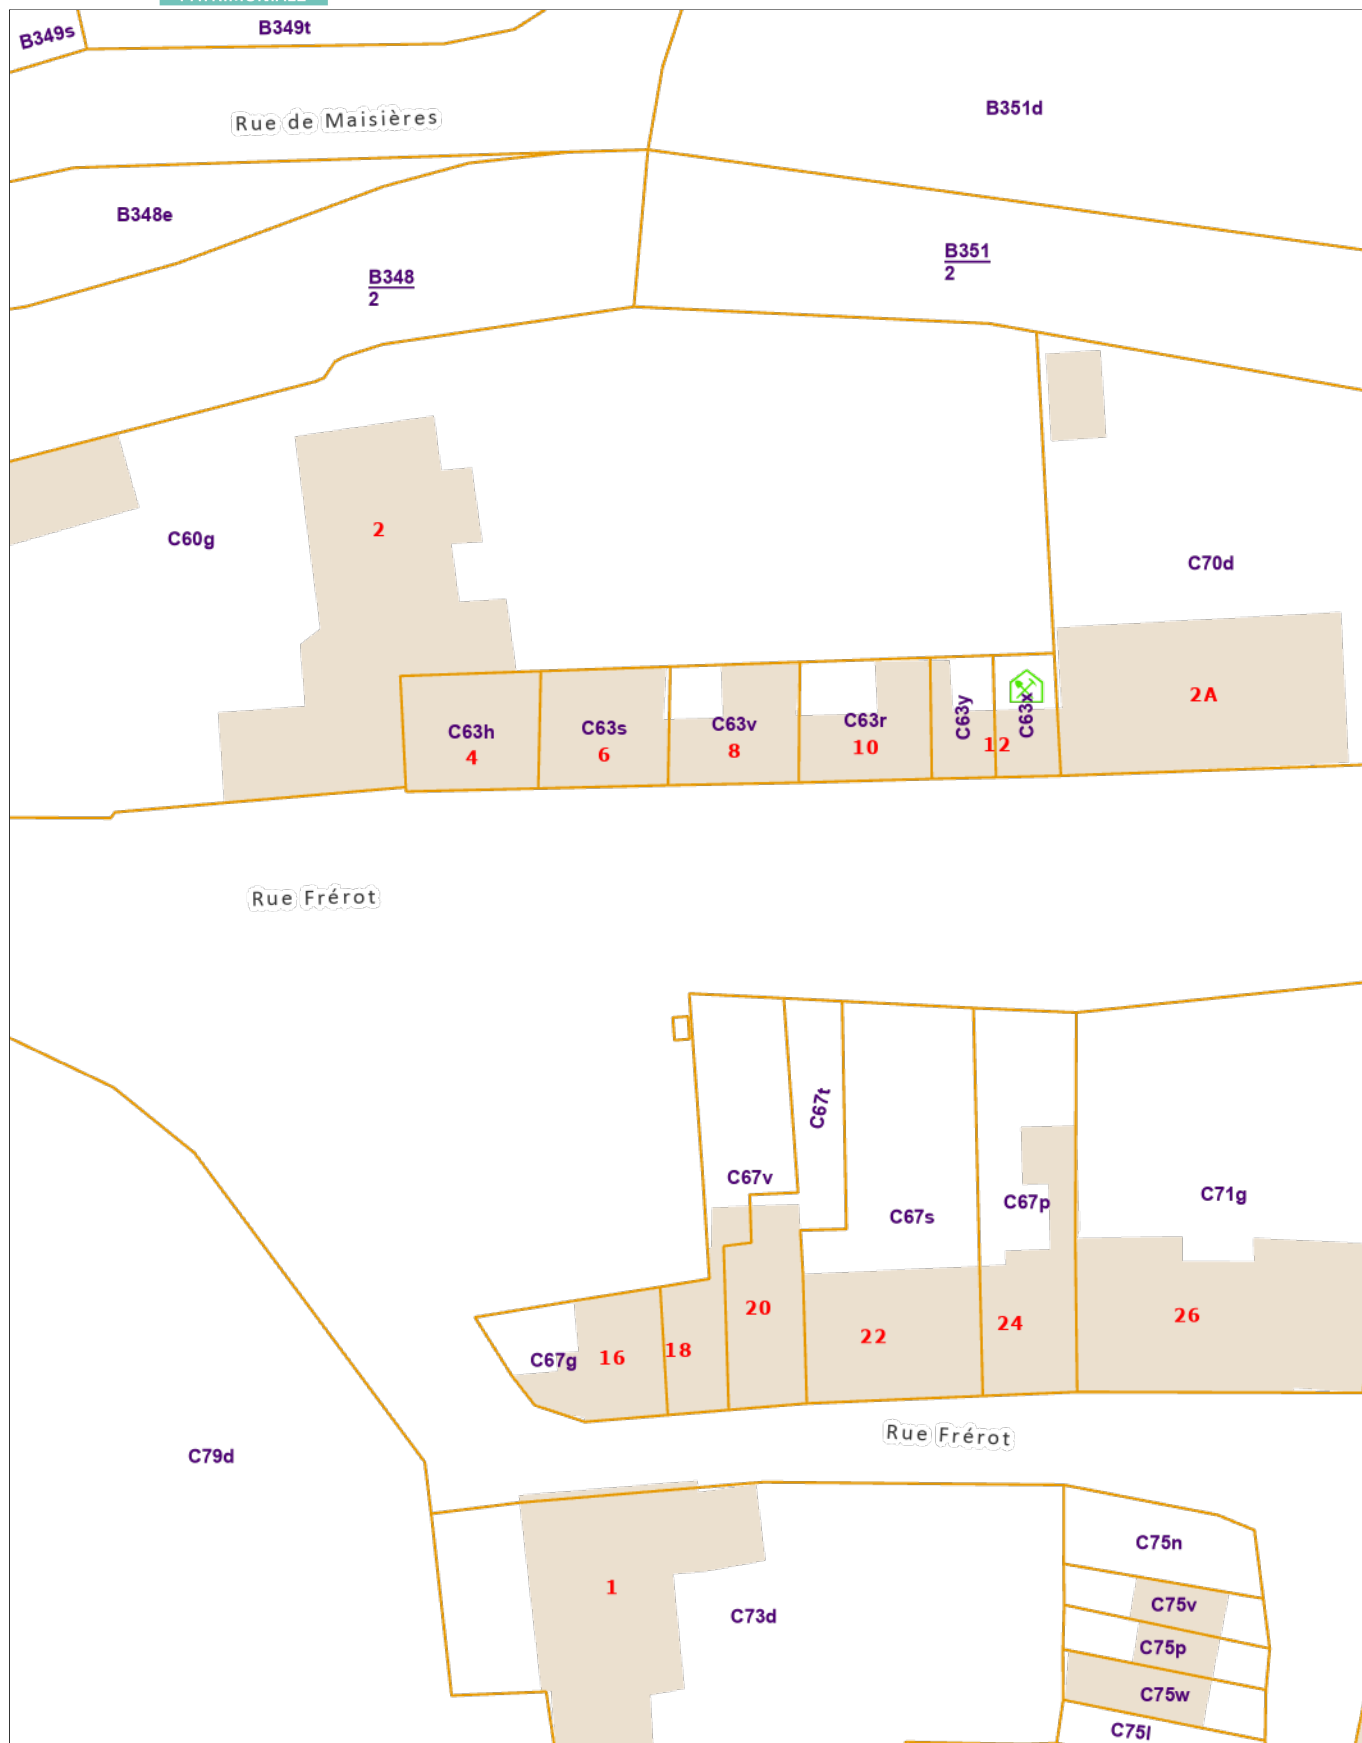 B349s
B349t
Rue de Maisières
B351d
B348e
B351
2
B348
2
2
C60g
C70d
2A
C63h
4
C63s
6
C63v
8
C63r
10
C63y
12
C63x
Rue Frérot
C67t
C67v
C67p
C71g
C67s
20
26
24
22
18
16
C67g
Rue Frérot
C79d
C75n
1
C75v
C73d
C75p
C75w
C75l